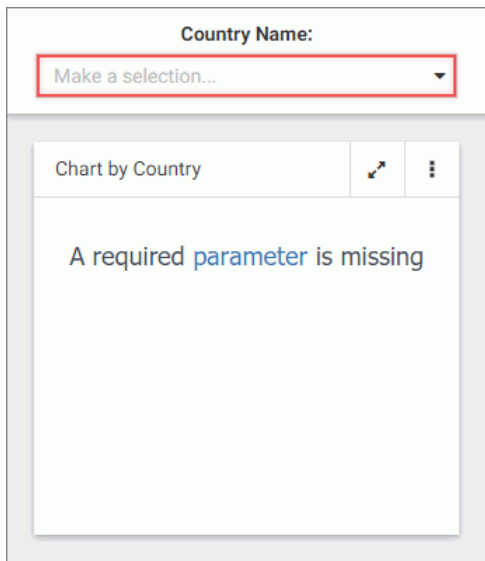 Country Name:
Make a selection...
Chart by Country
A required parameter is missing